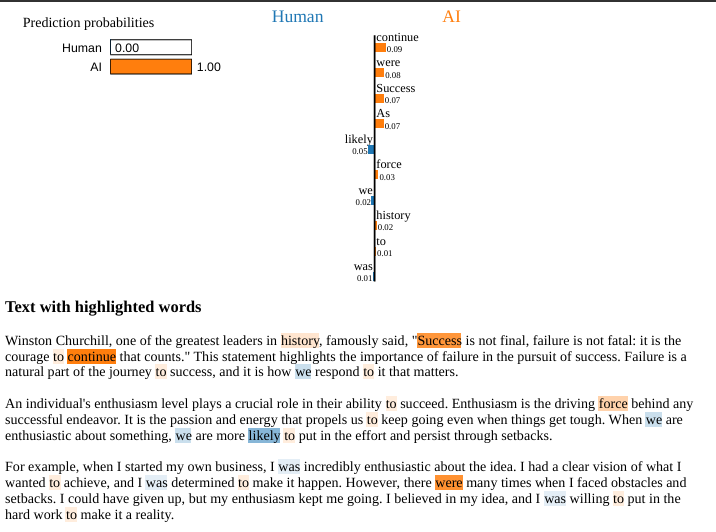 Prediction probabilities
Human 0.00
AI 1.00
Human AI
continue
0.09
were
0.08
Success
0.07
As
0.07
likely
0.05
force
0.03
we
0.02
history
0.02
to
0.01
was
0.01
Text with highlighted words
Winston Churchill, one of the greatest leaders in history, famously said, "Success is not final, failure is not fatal: it is the
courage to continue that counts." This statement highlights the importance of failure in the pursuit of success. Failure is a
natural part of the journey to success, and it is how we respond to it that matters.
An individual's enthusiasm level plays a crucial role in their ability to succeed. Enthusiasm is the driving force behind any
successful endeavor. It is the passion and energy that propels us to keep going even when things get tough. When we are
enthusiastic about something, we are more likely to put in the effort and persist through setbacks.
For example, when I started my own business, I was incredibly enthusiastic about the idea. I had a clear vision of what I
wanted to achieve, and I was determined to make it happen. However, there were many times when I faced obstacles and
setbacks. I could have given up, but my enthusiasm kept me going. I believed in my idea, and I was willing to put in the
hard work to make it a reality.